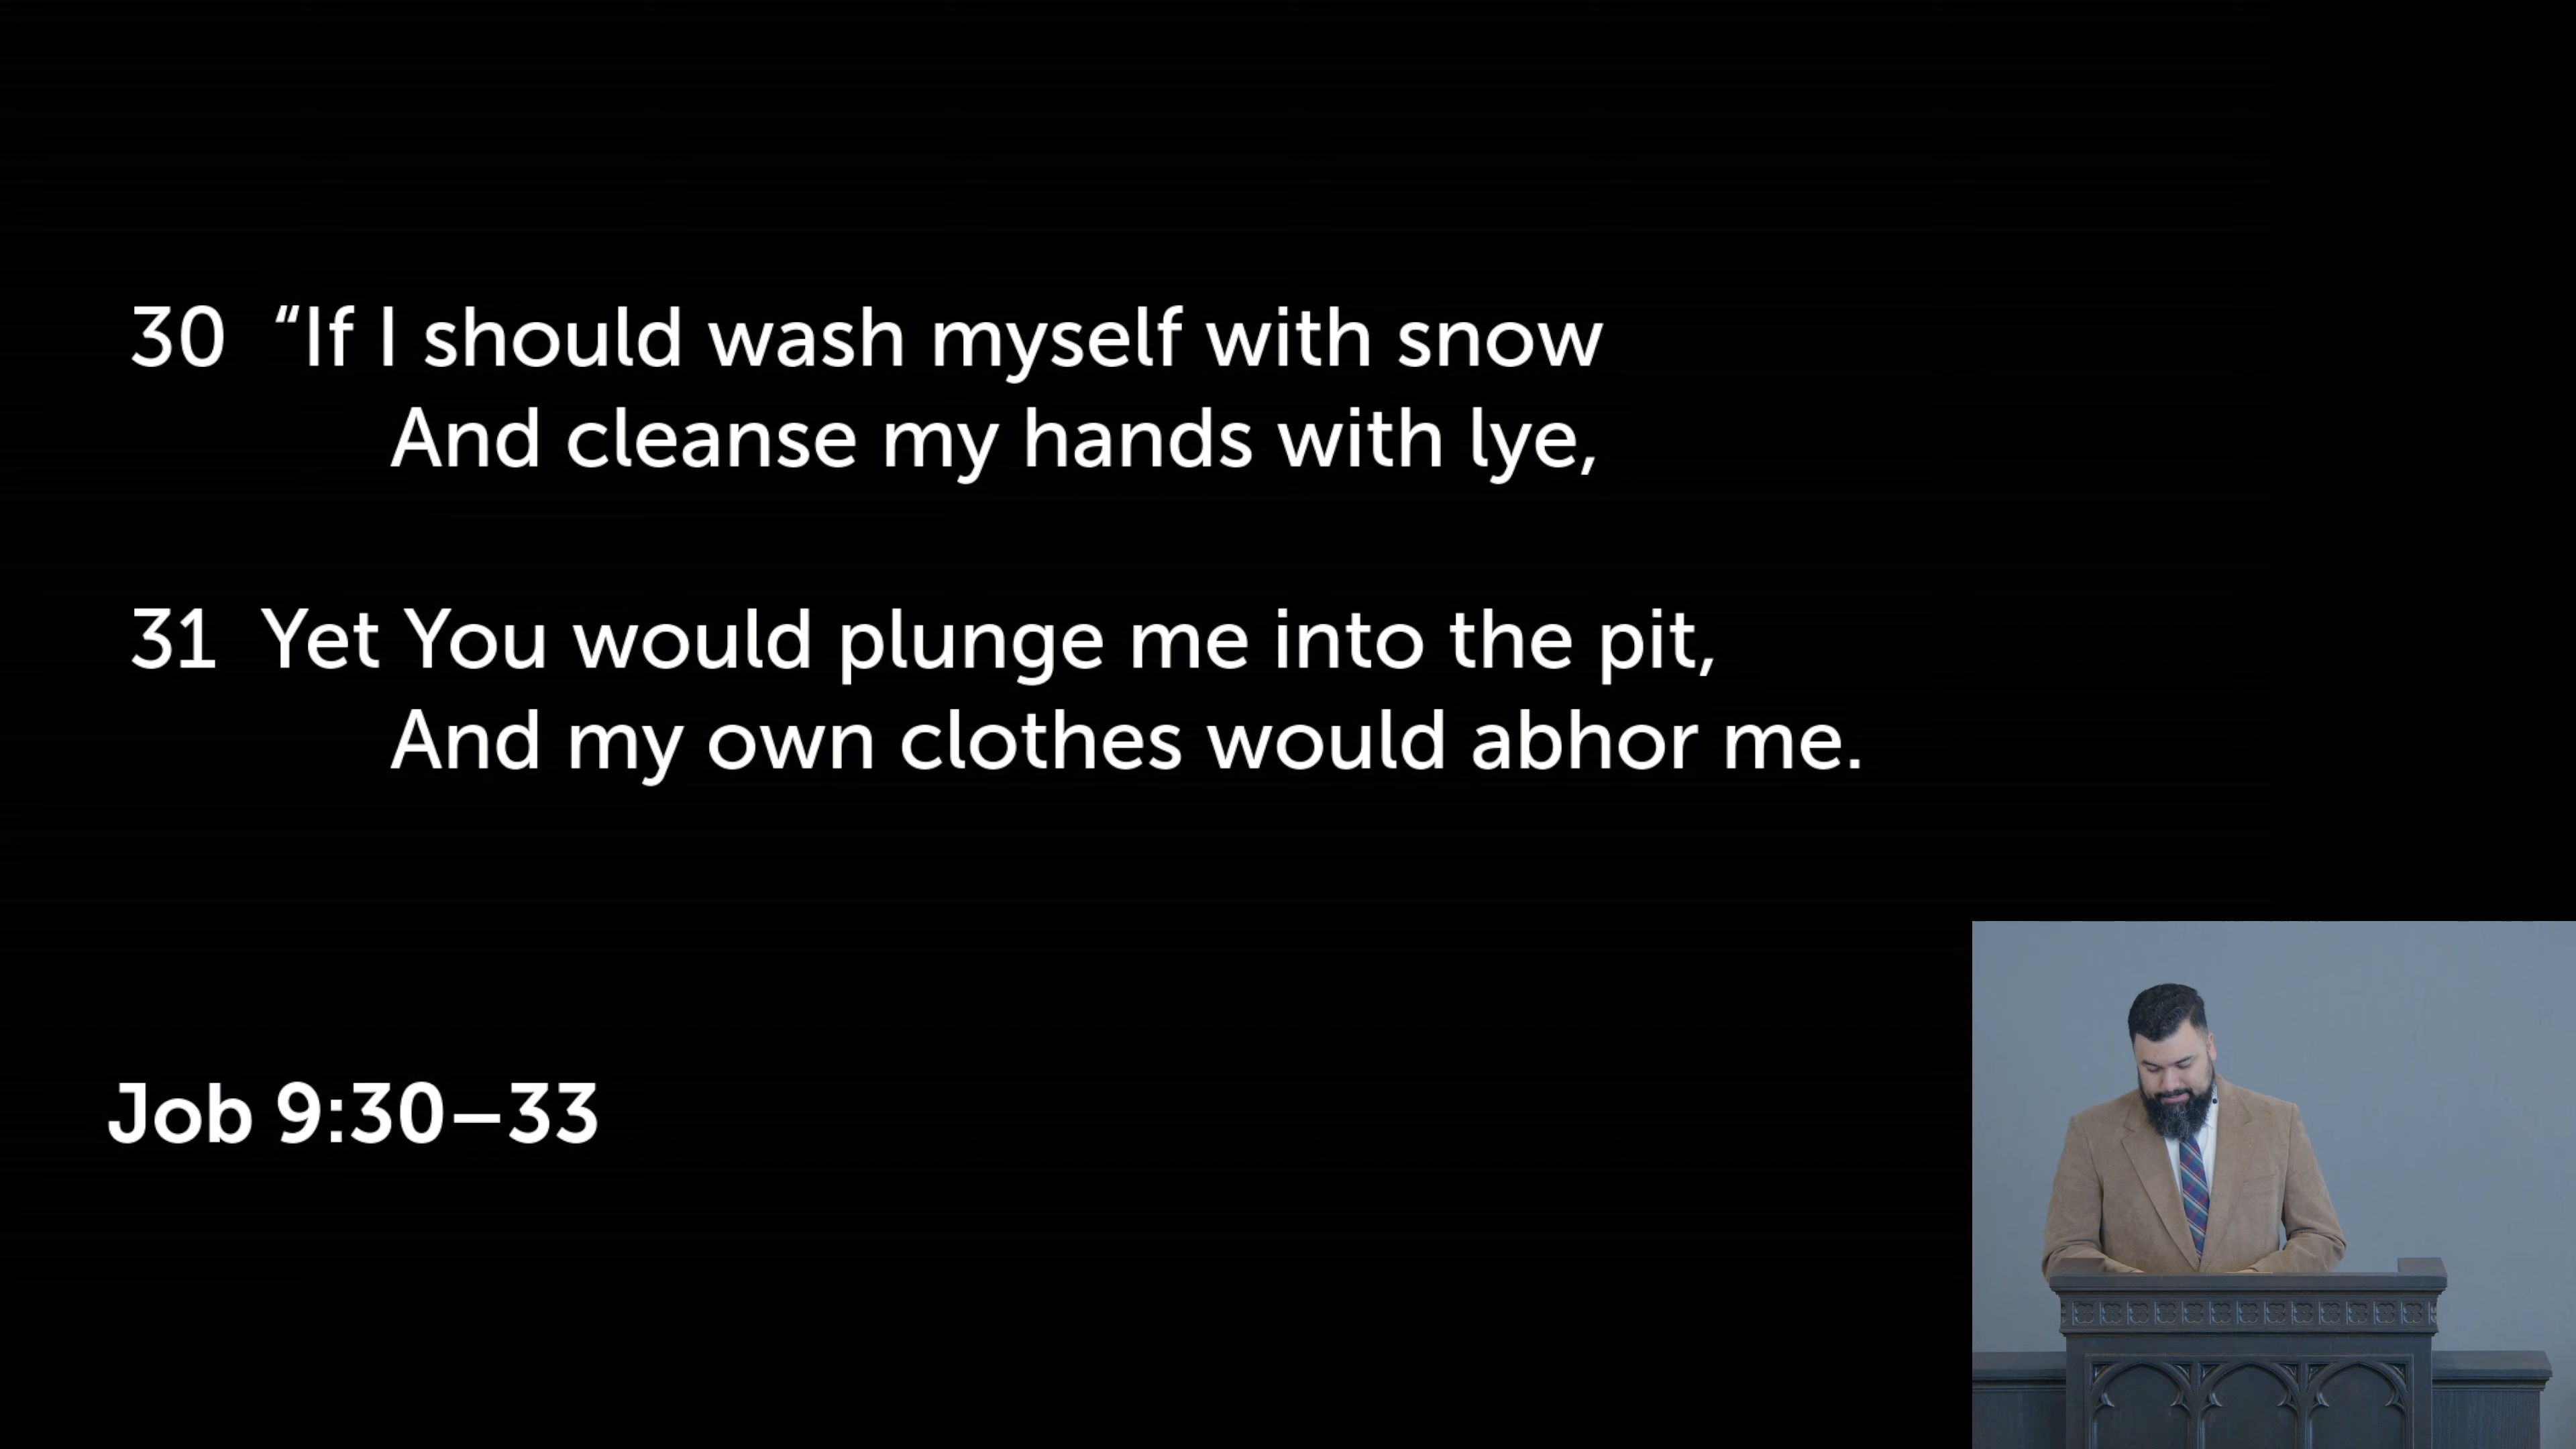 30 “If I should wash myself with snow
And cleanse my hands with lye,
31 Yet You would plunge me into the pit,
And my own clothes would abhor me.
Job 9:30–33